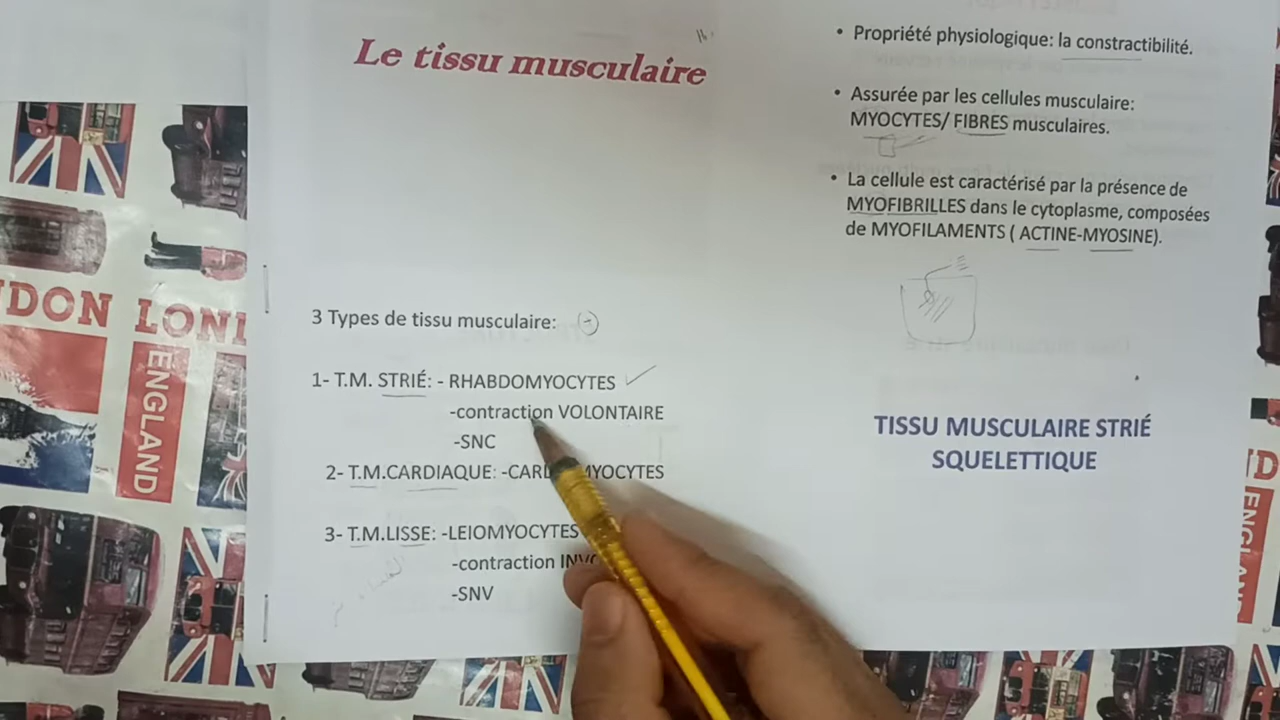 Le tissu musculaire
3 Types de tissu musculaire:
1- T.M. STRIÉ: - RHABDOMYOCYTES
-contraction VOLONTAIRE
-SNC
2- T.M.CARDIAQUE:
3- T.M.LISSE: -LEIOMYOCYTES
-contraction
-SNV
• Propriété physiologique: la constractibilité.
• Assurée par les cellules musculaire:
MYOCYTES/ FIBRES musculaires.
• La cellule est caractérisé par la présence de
MYOFIBRILLES dans le cytoplasme, composées
de MYOFILAMENTS ( ACTINE-MYOSINE).
TISSU MUSCULAIRE STRIÉ
SQUELETTIQUE
LONDON
ENGLAND
ENGLAND